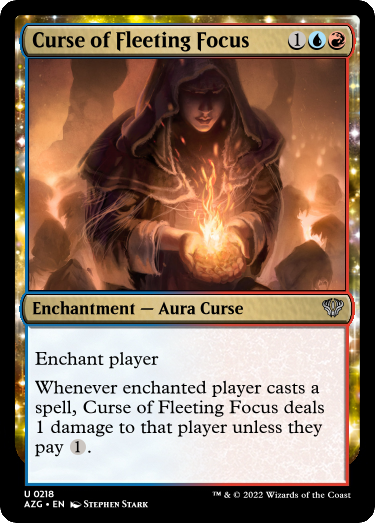 Curse of Fleeting Focus 1
Enchantment — Aura Curse
Enchant player
Whenever enchanted player casts a
spell, Curse of Fleeting Focus deals
1 damage to that player unless they
pay 1.
U 0218
AZG • EN Stephen Stark
™ & © 2022 Wizards of the Coast